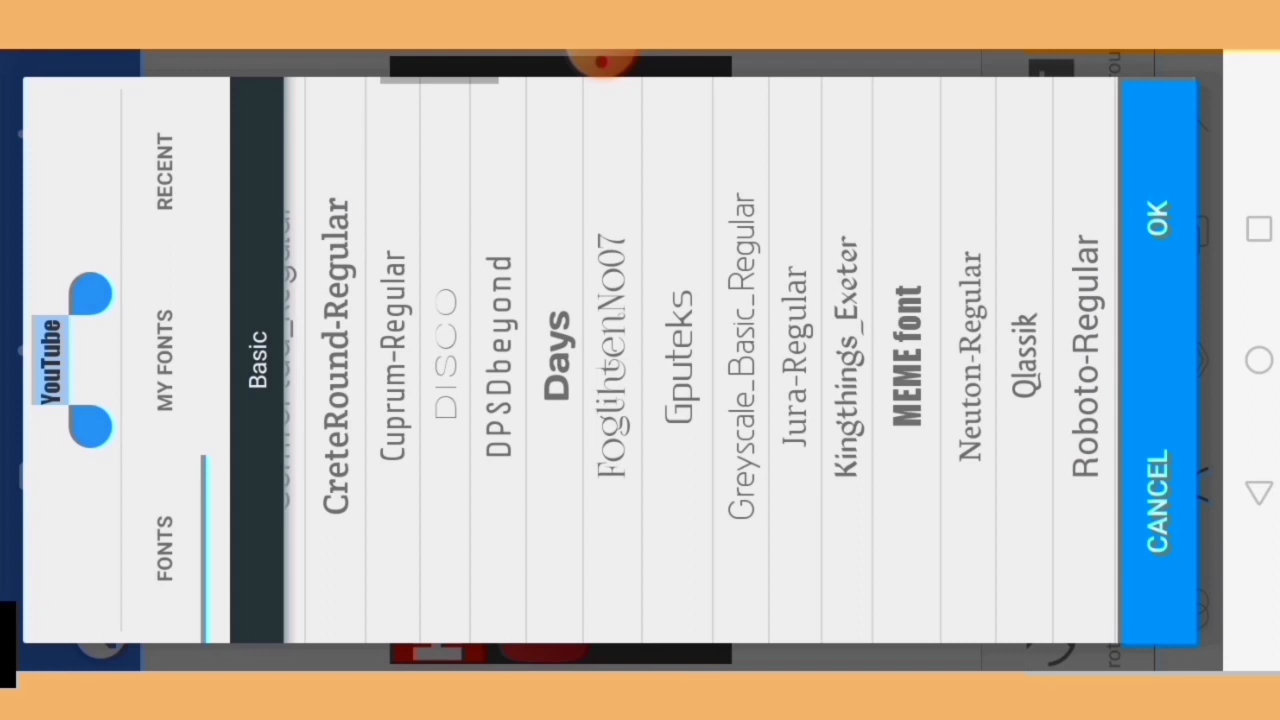 YouTube
FONTS MY FONTS RECENT
Basic
CreteRound-Regular
Cuprum-Regular
DISCO
DPSDbeyond
Days
FoglihtenNo07
Gputeks
Greyscale_Basic_Regular
Jura-Regular
Kingthings_Exeter
MEME font
Neuton-Regular
Qlassik
Roboto-Regular
CANCEL OK